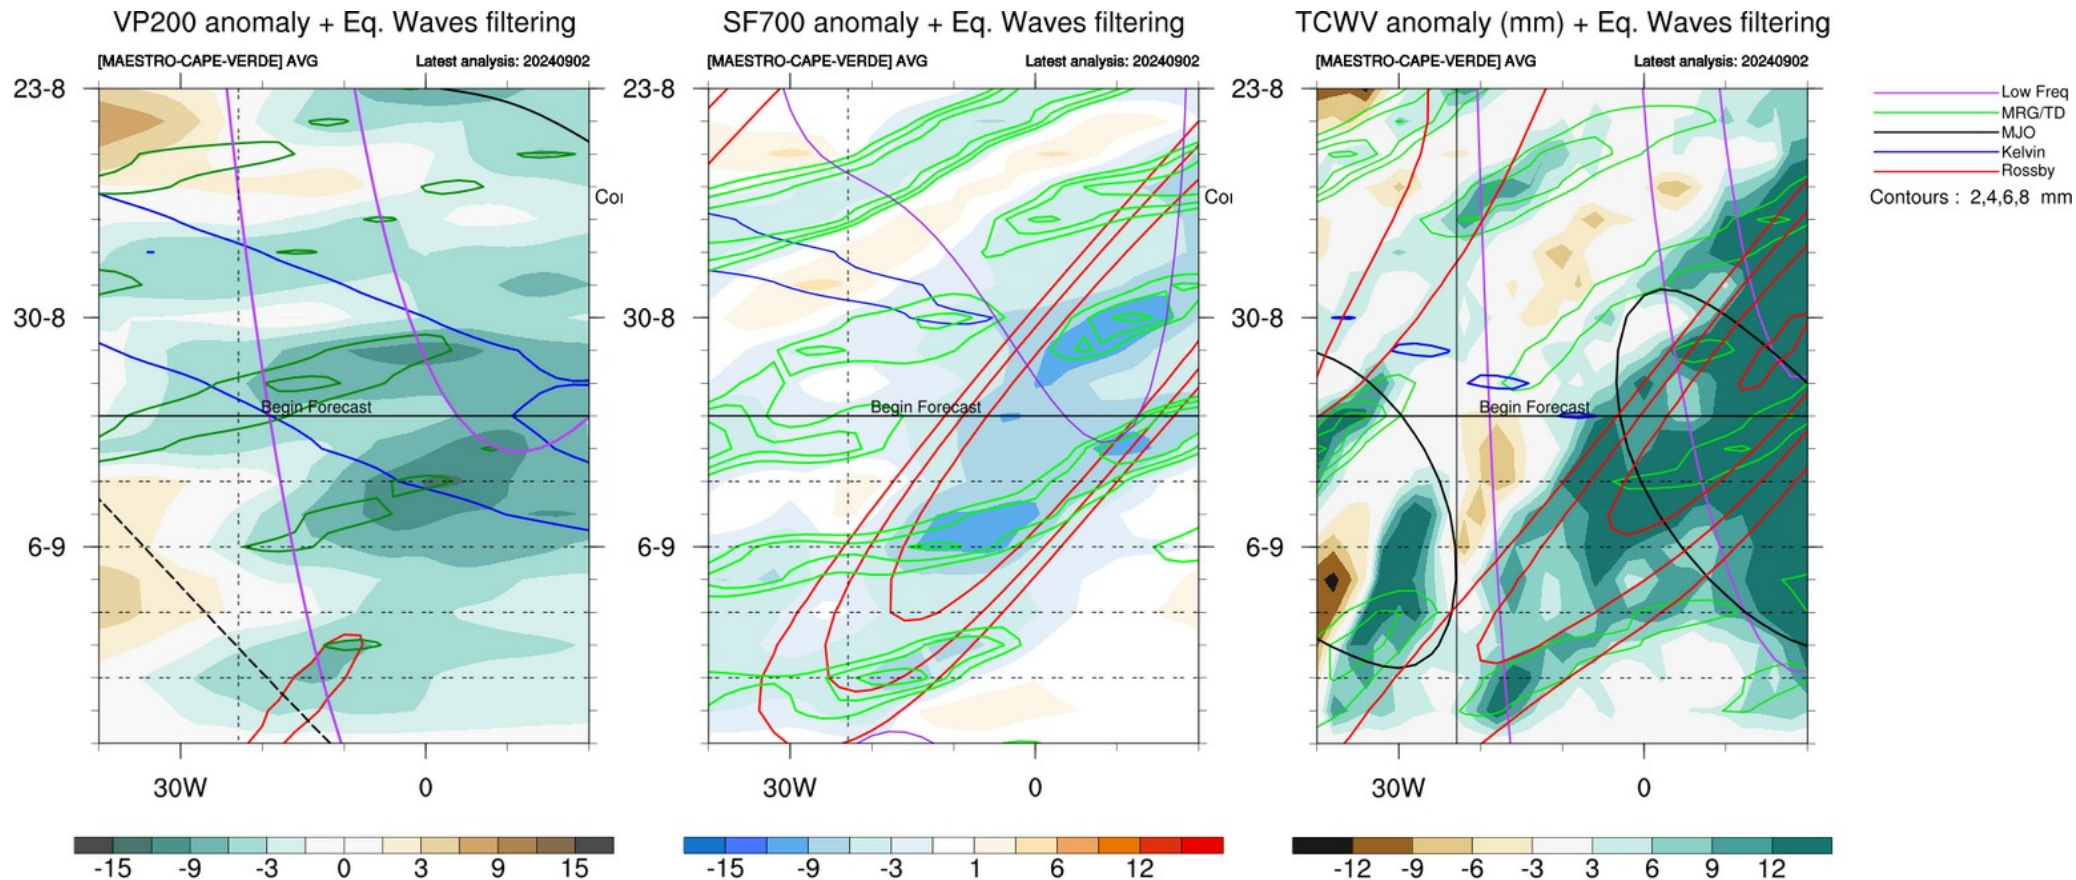 VP200 anomaly + Eq. Waves filtering
[MAESTRO-CAPE-VERDE] AVG
Latest analysis: 20240902
23-8
30-8
6-9
Begin Forecast
Coı
30W
0
-15 -9 -3 0 3 9 15
SF700 anomaly + Eq. Waves filtering
[MAESTRO-CAPE-VERDE] AVG
Latest analysis: 20240902
23-8
30-8
6-9
Begin Forecast
Coı
30W
0
-15 -9 -3 1 6 12
TCWV anomaly (mm) + Eq. Waves filtering
[MAESTRO-CAPE-VERDE] AVG
Latest analysis: 20240902
23-8
30-8
6-9
Begin Forecast
30W
0
-12 -9 -6 -3 3 6 9 12
Low Freq
MRG/TD
MJO
Kelvin
Rossby
Contours : 2,4,6,8 mm